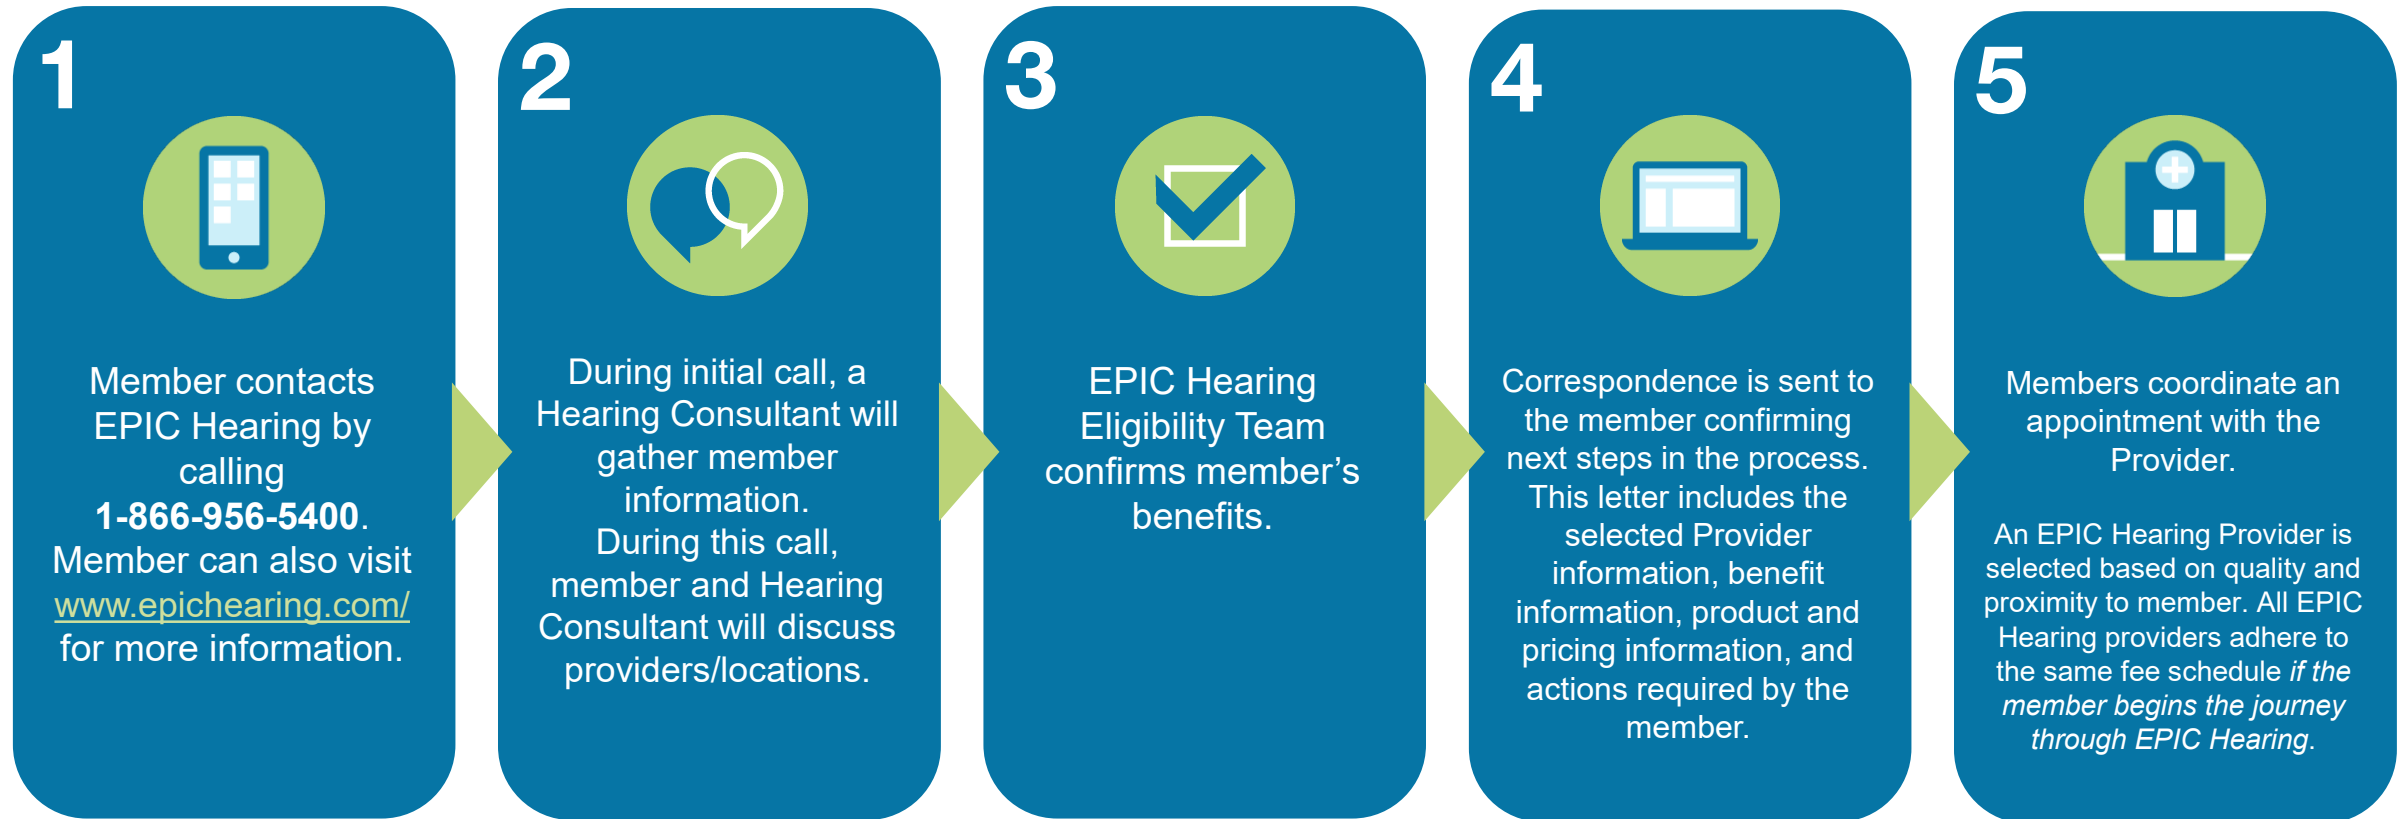 1
Member contacts
EPIC Hearing by
calling
1-866-956-5400.
Member can also visit
www.epichearing.com/
for more information.
2
During initial call, a
Hearing Consultant will
gather member
information.
During this call,
member and Hearing
Consultant will discuss
providers/locations.
3
EPIC Hearing
Eligibility Team
confirms member’s
benefits.
4
Correspondence is sent to
the member confirming
next steps in the process.
This letter includes the
selected Provider
information, benefit
information, product and
pricing information, and
actions required by the
member.
5
Members coordinate an
appointment with the
Provider.
An EPIC Hearing Provider is
selected based on quality and
proximity to member. All EPIC
Hearing providers adhere to
the same fee schedule if the
member begins the journey
through EPIC Hearing.